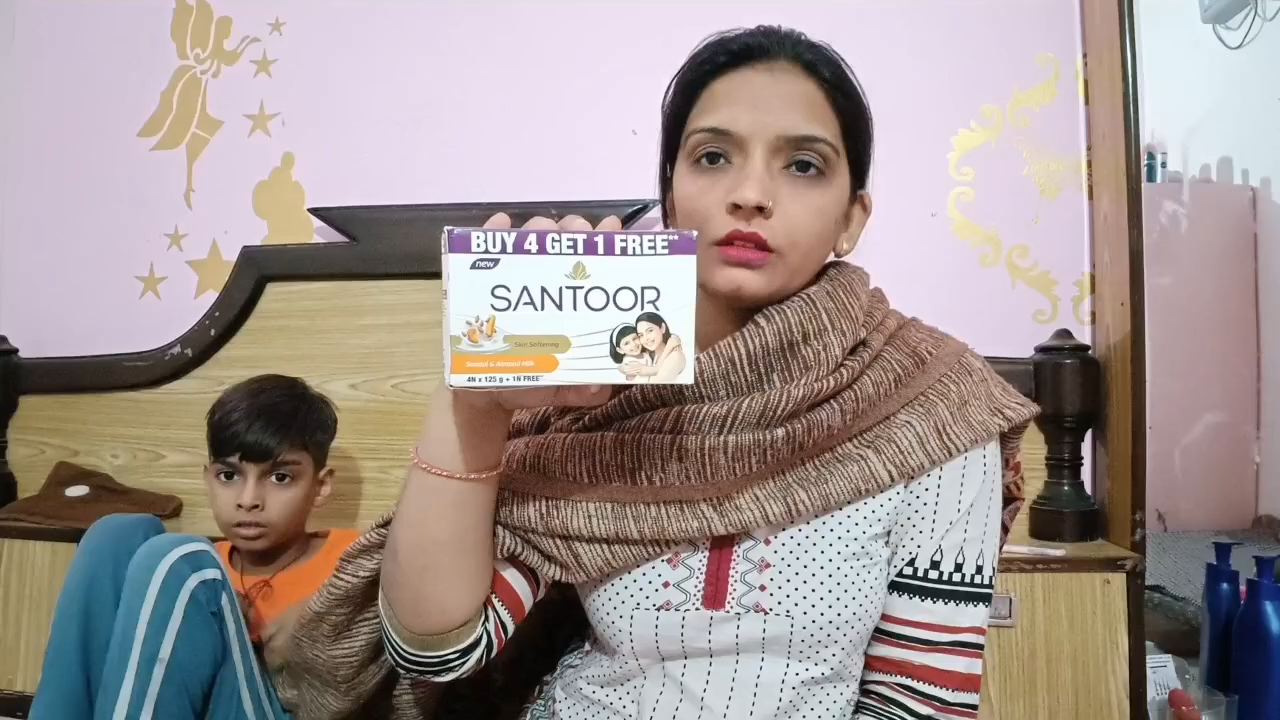 BUY 4 GET 1 FREE**
new
SANTOOR
Skin Softening
Sandal & Almond Milk
4N x 125 g + 1N FREE**